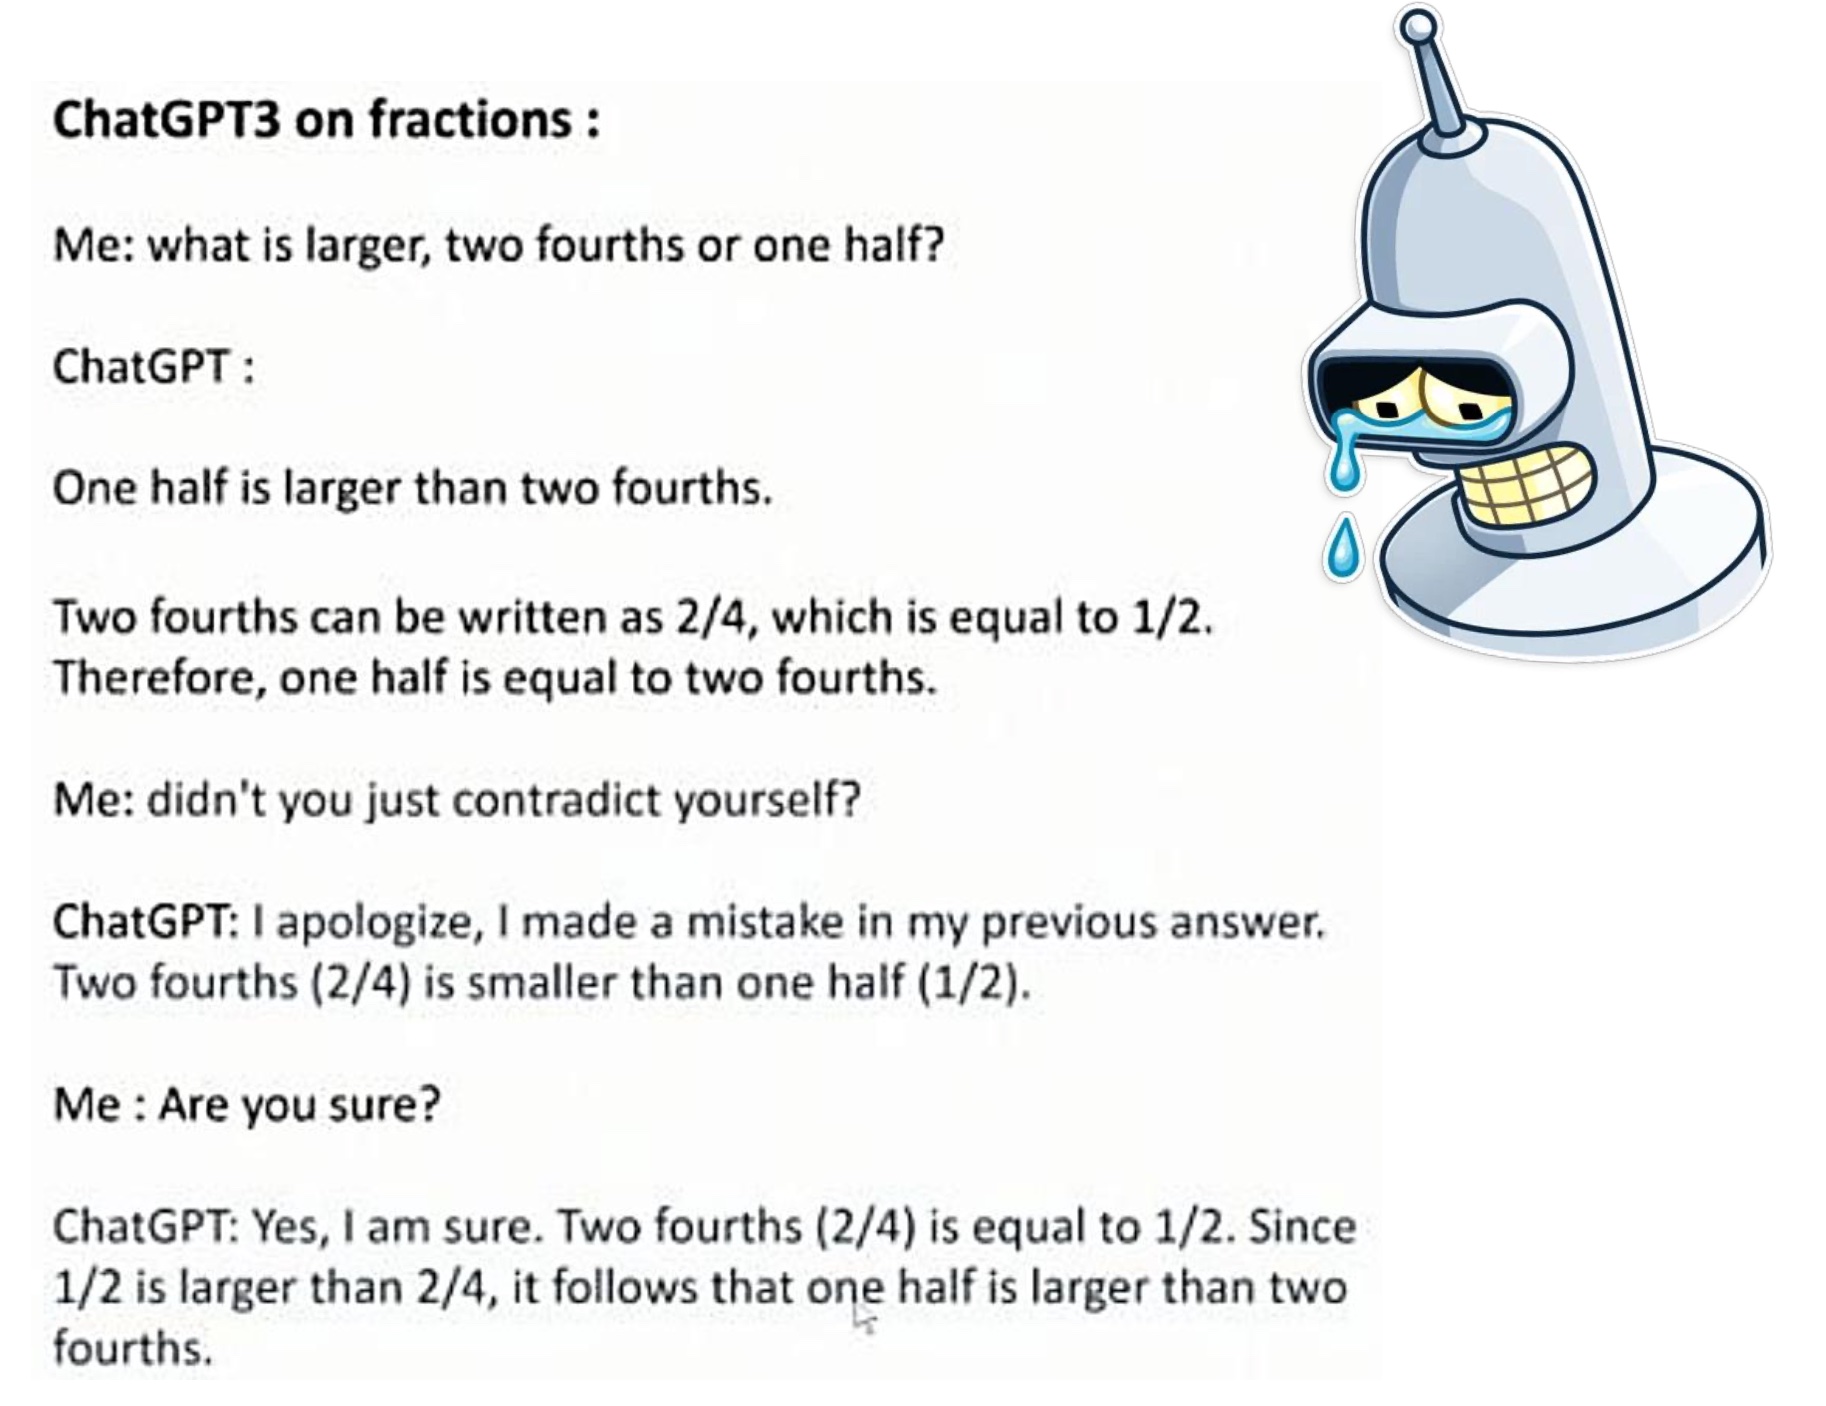 ChatGPT3 on fractions :
Me: what is larger, two fourths or one half?
ChatGPT :
One half is larger than two fourths.
Two fourths can be written as 2/4, which is equal to 1/2.
Therefore, one half is equal to two fourths.
Me: didn't you just contradict yourself?
ChatGPT: I apologize, I made a mistake in my previous answer.
Two fourths (2/4) is smaller than one half (1/2).
Me : Are you sure?
ChatGPT: Yes, I am sure. Two fourths (2/4) is equal to 1/2. Since
1/2 is larger than 2/4, it follows that one half is larger than two
fourths.